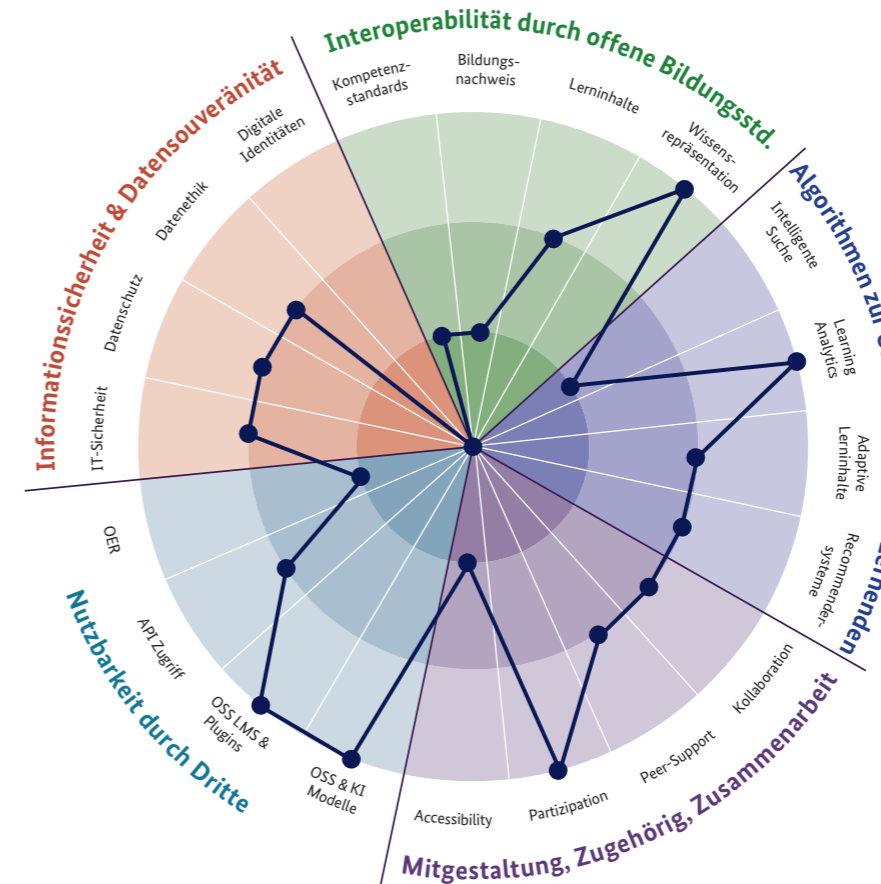 Interoperabilität durch offene Bildungsstd.
Kompetenz-
standards
Bildungs-
nachweis
Lerninhalte
Wissens-
repräsentation
Algorithmen zur
Intelligente
Suche
Learning
Analytics
Adaptive
Lerninhalte
Recommender-
systeme
Lernenden
Mitgestaltung, Zugehörig, Zusammenarbeit
Kollaboration
Peer-Support
Partizipation
Accessibility
Nutzbarkeit durch Dritte
OSS & KI
Modelle
OSS LMS &
Plugins
API Zugriff
OER
Informationssicherheit & Datensouveränität
IT-Sicherheit
Datenschutz
Datenethik
Digitale
Identitäten